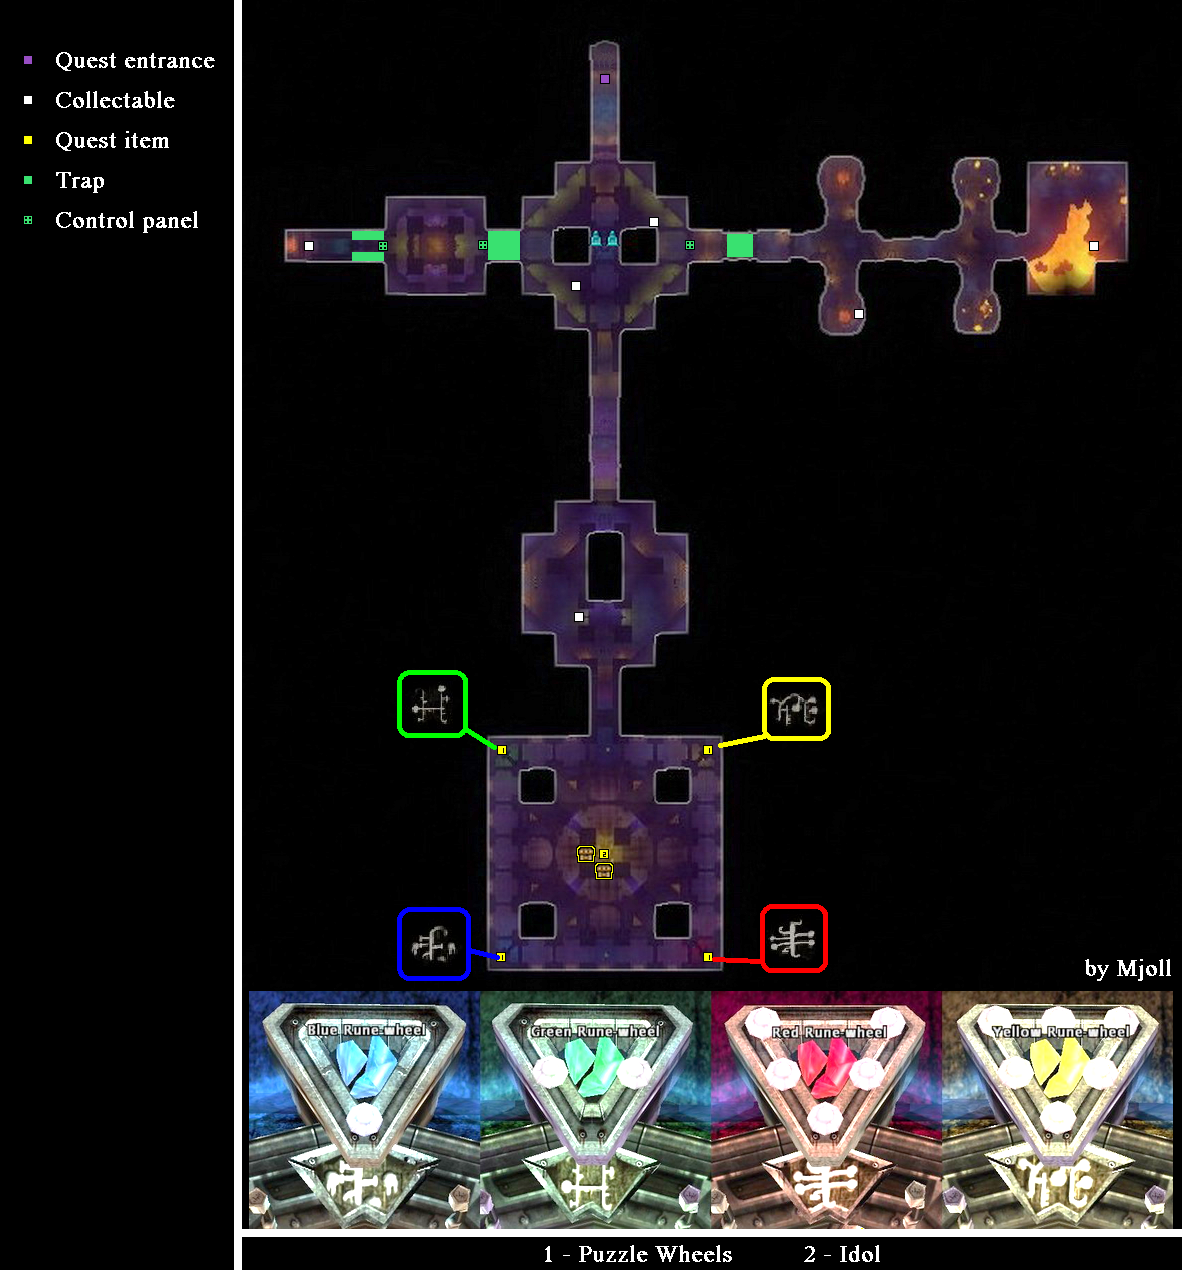 Quest entrance
Collectable
Quest item
Trap
Control panel
by Mjoll
Blue Rune-wheel
Green Rune-wheel
Red Rune-wheel
Yellow Rune-wheel
1 - Puzzle Wheels
2 - Idol